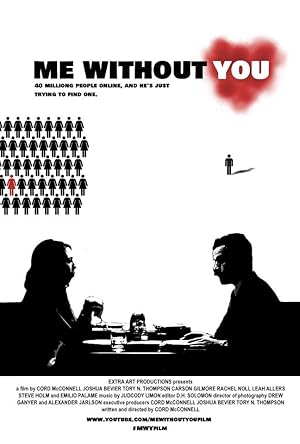 ME WITHOUT YOU
40 MILLIONG PEOPLE ONLINE, AND HE'S JUST
TRYING TO FIND ONE.
EXTRA ART PRODUCTIONS presents
a film by CORD McCONNELL JOSHUA BEVIER TORY N. THOMPSON CARSON GILMORE RACHEL NOLL LEAH ALLERS
STEVE HOLM and EMILIO PALAME music by JUDCODY LIMON editor D.H. SOLOMON director of photography DREW
GANYER and ALEXANDER JARLSON executive producers CORD McCONNELL JOSHUA BEVIER TORY N. THOMPSON
written and directed by CORD McCONNELL
WWW.YOUTUBE.COM/MEWITHOUTYOUFILM
#MWYFILM